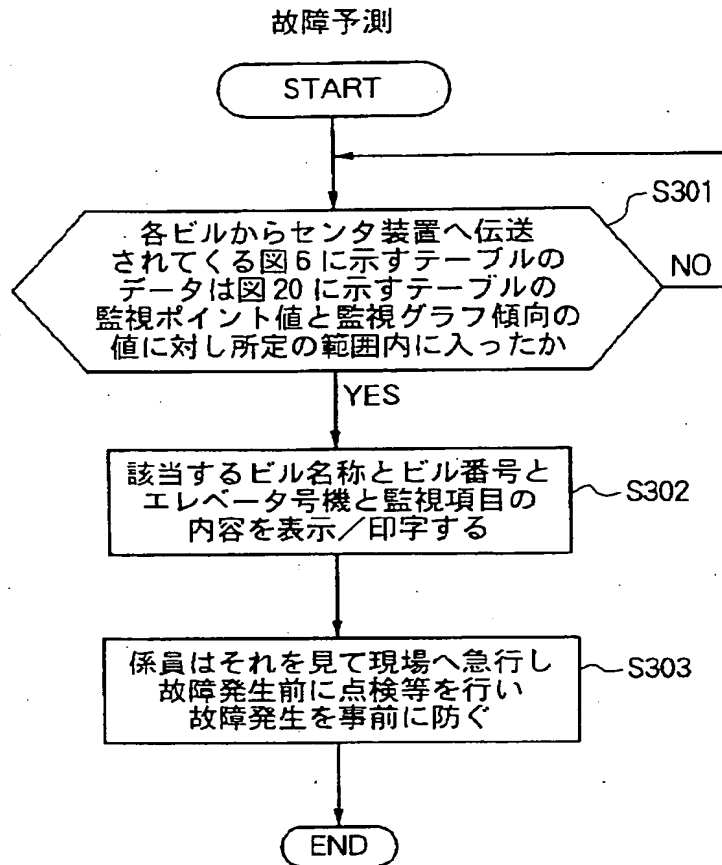 故障予測
START
S301
各ビルからセンタ装置へ伝送
されてくる図6に示すテーブルの
データは図20に示すテーブルの
監視ポイント値と監視グラフ傾向の
値に対し所定の範囲内に入ったか
NO
YES
該当するビル名称とビル番号と
エレベータ号機と監視項目の
内容を表示/印字する
S302
係員はそれを見て現場へ急行し
故障発生前に点検等を行い
故障発生を事前に防ぐ
S303
END